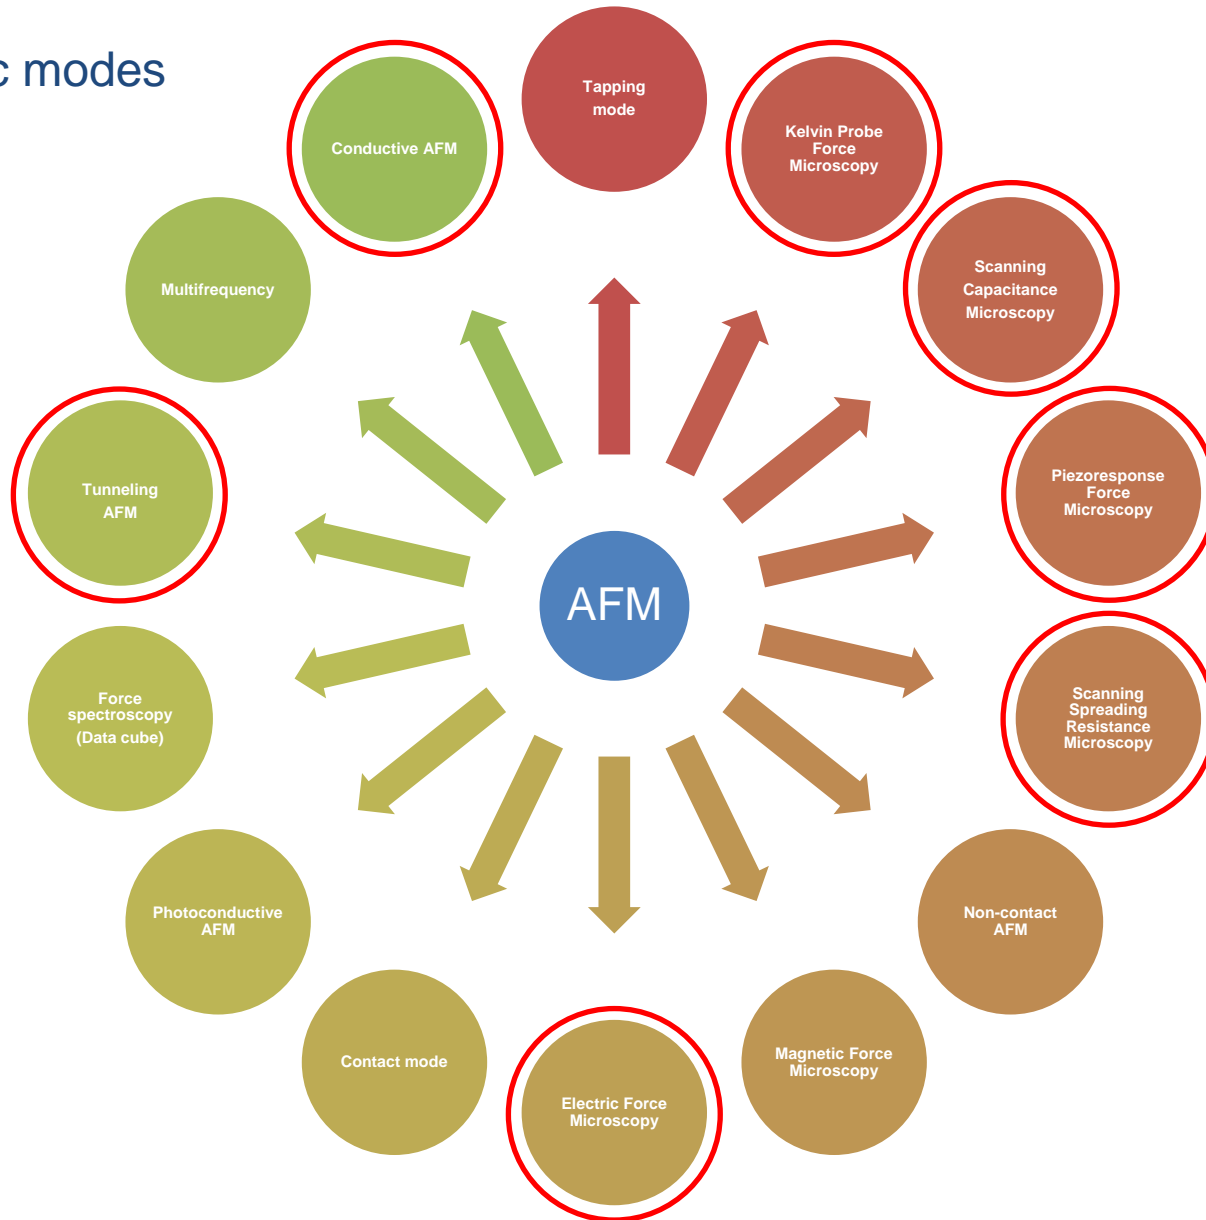 c modes
Tapping
mode
Kelvin Probe
Force
Microscopy
Scanning
Capacitance
Microscopy
Piezoresponse
Force
Microscopy
Scanning
Spreading
Resistance
Microscopy
Non-contact
AFM
Magnetic Force
Microscopy
Electric Force
Microscopy
Contact mode
Photoconductive
AFM
Force
spectroscopy
(Data cube)
Tunneling
AFM
Multifrequency
Conductive AFM
AFM